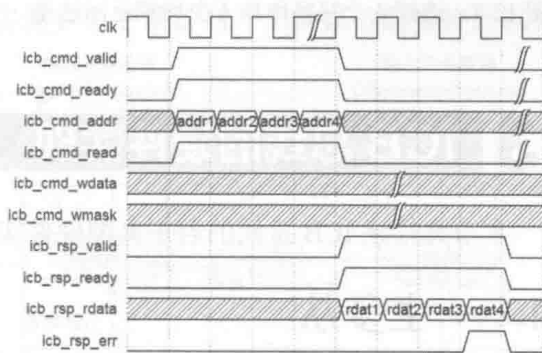 clk
icb_cmd_valid
icb_cmd_ready
icb_cmd_addr addr1 addr2 addr3 addr4
icb_cmd_read
icb_cmd_wdata
icb_cmd_wmask
icb_rsp_valid
icb_rsp_ready
icb_rsp_rdata rdat1 rdat2 rdat3 rdat4
icb_rsp_err